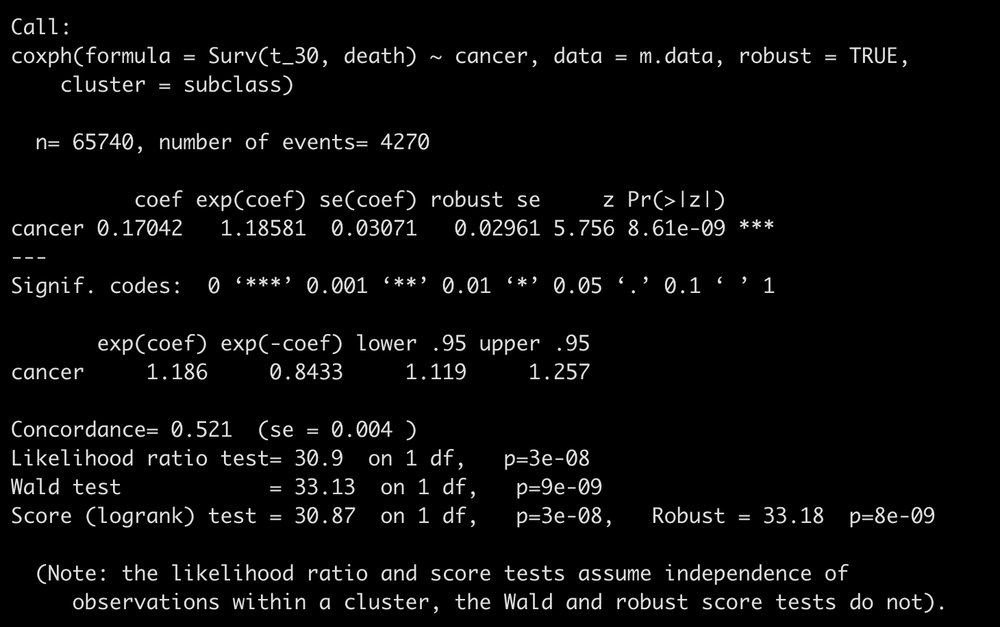 Call:
coxph(formula = Surv(t_30, death) ~ cancer, data = m.data, robust = TRUE,
    cluster = subclass)

  n= 65740, number of events= 4270

          coef exp(coef) se(coef) robust se     z Pr(>|z|)
cancer 0.17042   1.18581  0.03071   0.02961 5.756 8.61e-09 ***
---
Signif. codes:  0 ‘***’ 0.001 ‘**’ 0.01 ‘*’ 0.05 ‘.’ 0.1 ‘ ’ 1

       exp(coef) exp(-coef) lower .95 upper .95
cancer     1.186     0.8433     1.119     1.257

Concordance= 0.521  (se = 0.004 )
Likelihood ratio test= 30.9  on 1 df,   p=3e-08
Wald test            = 33.13  on 1 df,   p=9e-09
Score (logrank) test = 30.87  on 1 df,   p=3e-08,   Robust = 33.18  p=8e-09

  (Note: the likelihood ratio and score tests assume independence of
     observations within a cluster, the Wald and robust score tests do not).